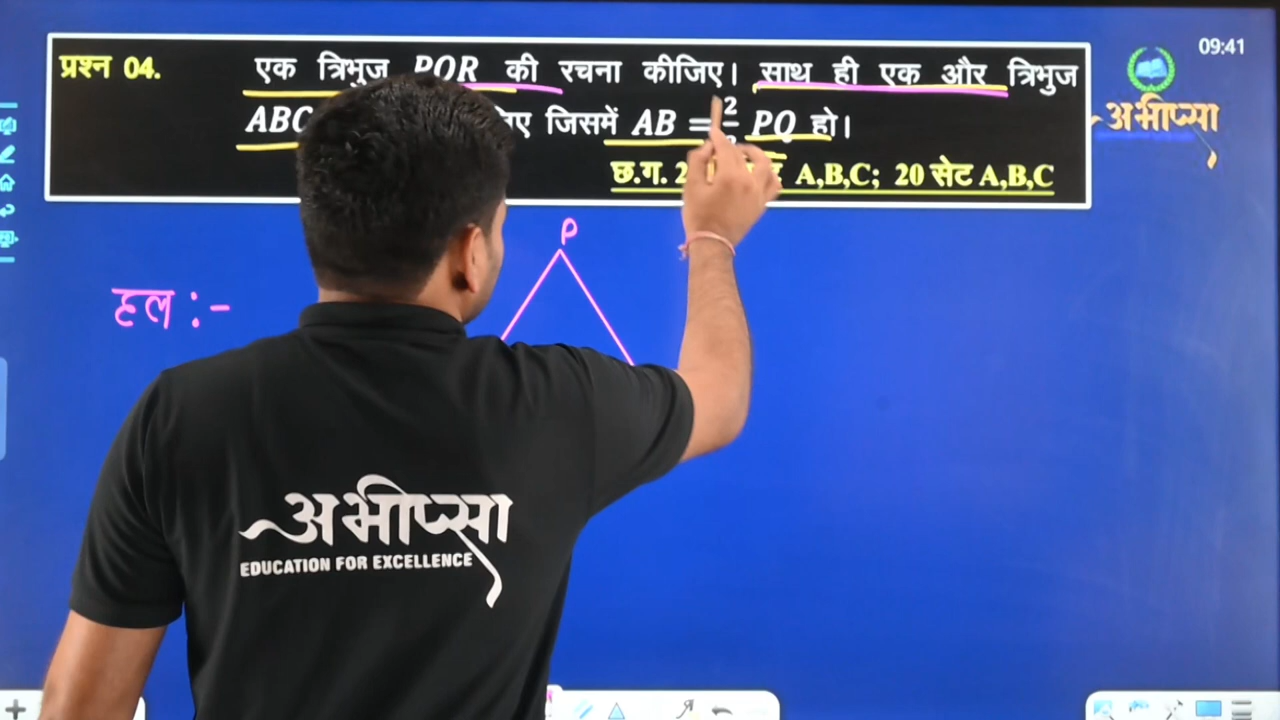 09:41
प्रश्न 04. एक त्रिभुज PQR की रचना कीजिए। साथ ही एक और त्रिभुज
ABC जिसमें AB = 2 PQ हो।
छ.ग. A,B,C; 20 सेट A,B,C
अभीप्सा
P
हल :-
अभीप्सा
EDUCATION FOR EXCELLENCE